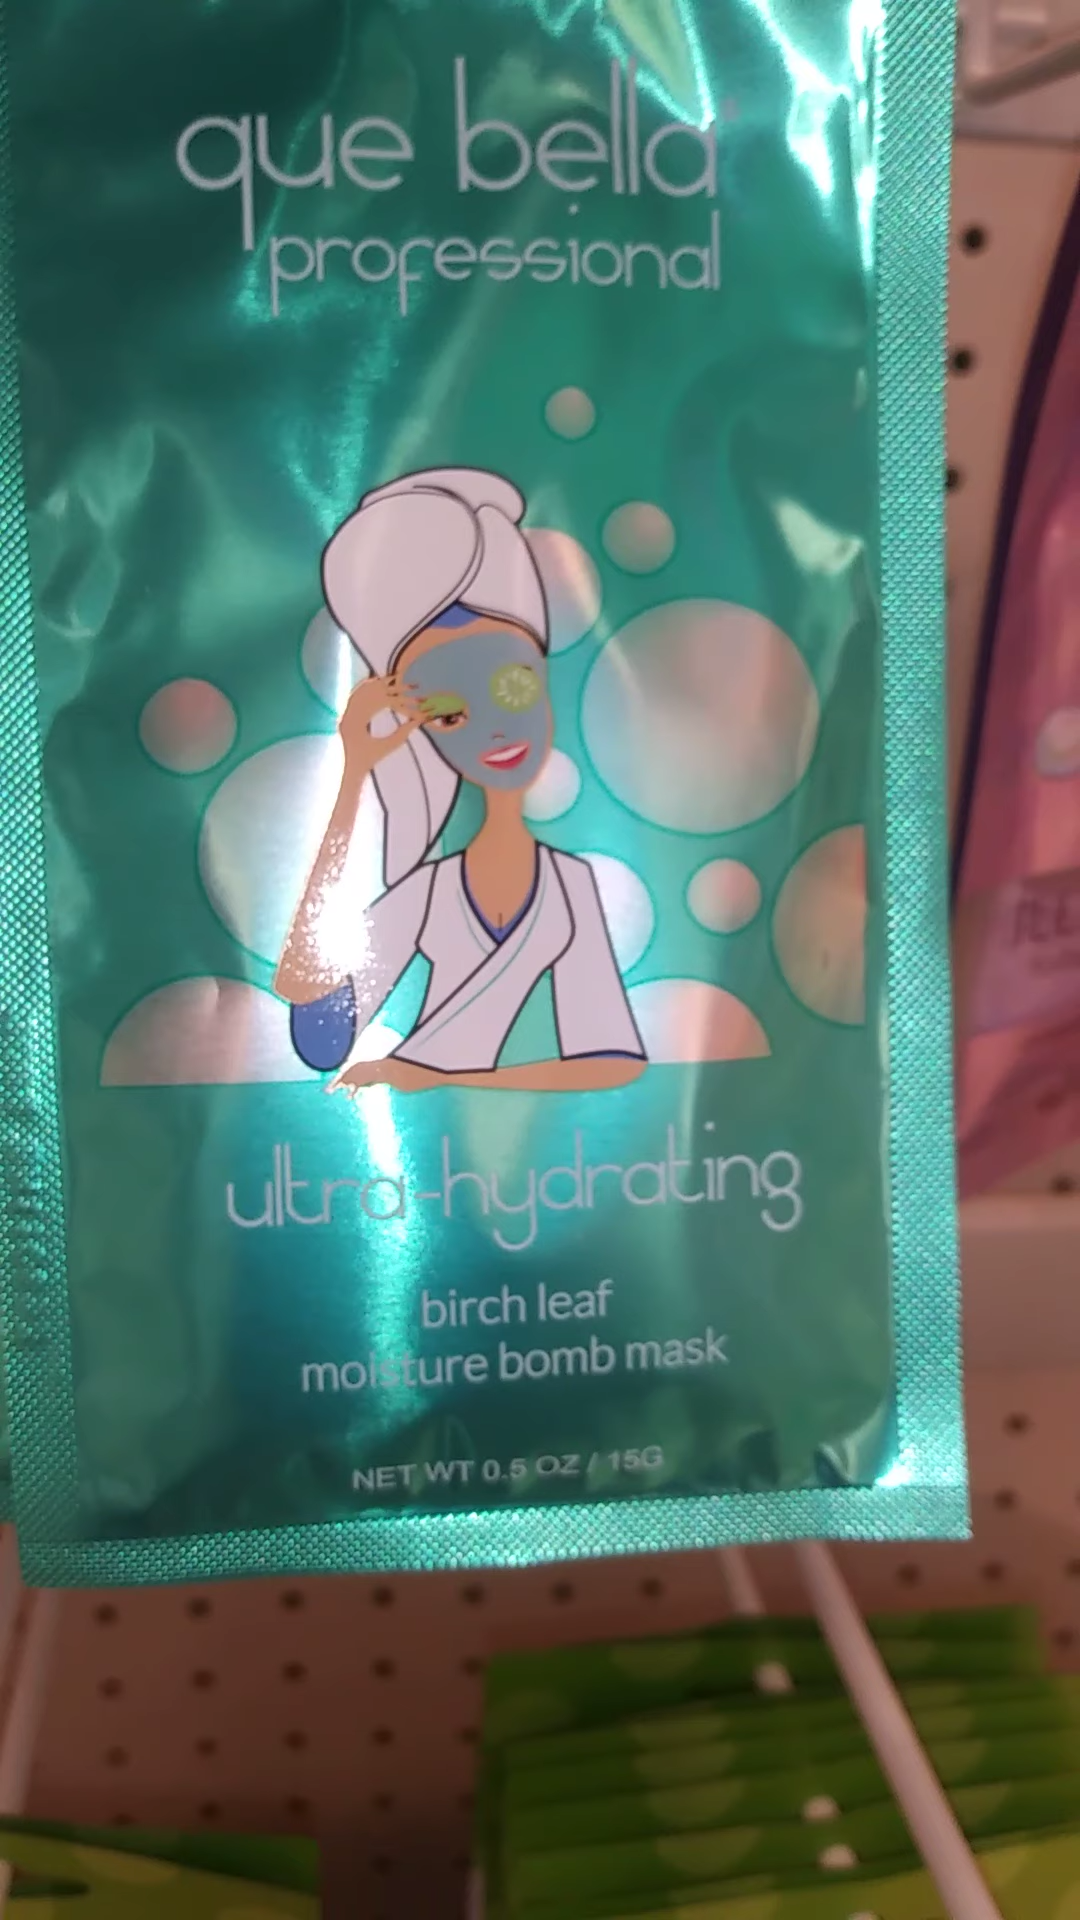 que bella
professional
ultra-hydrating
birch leaf
moisture bomb mask
NET WT 0.5 OZ / 15G